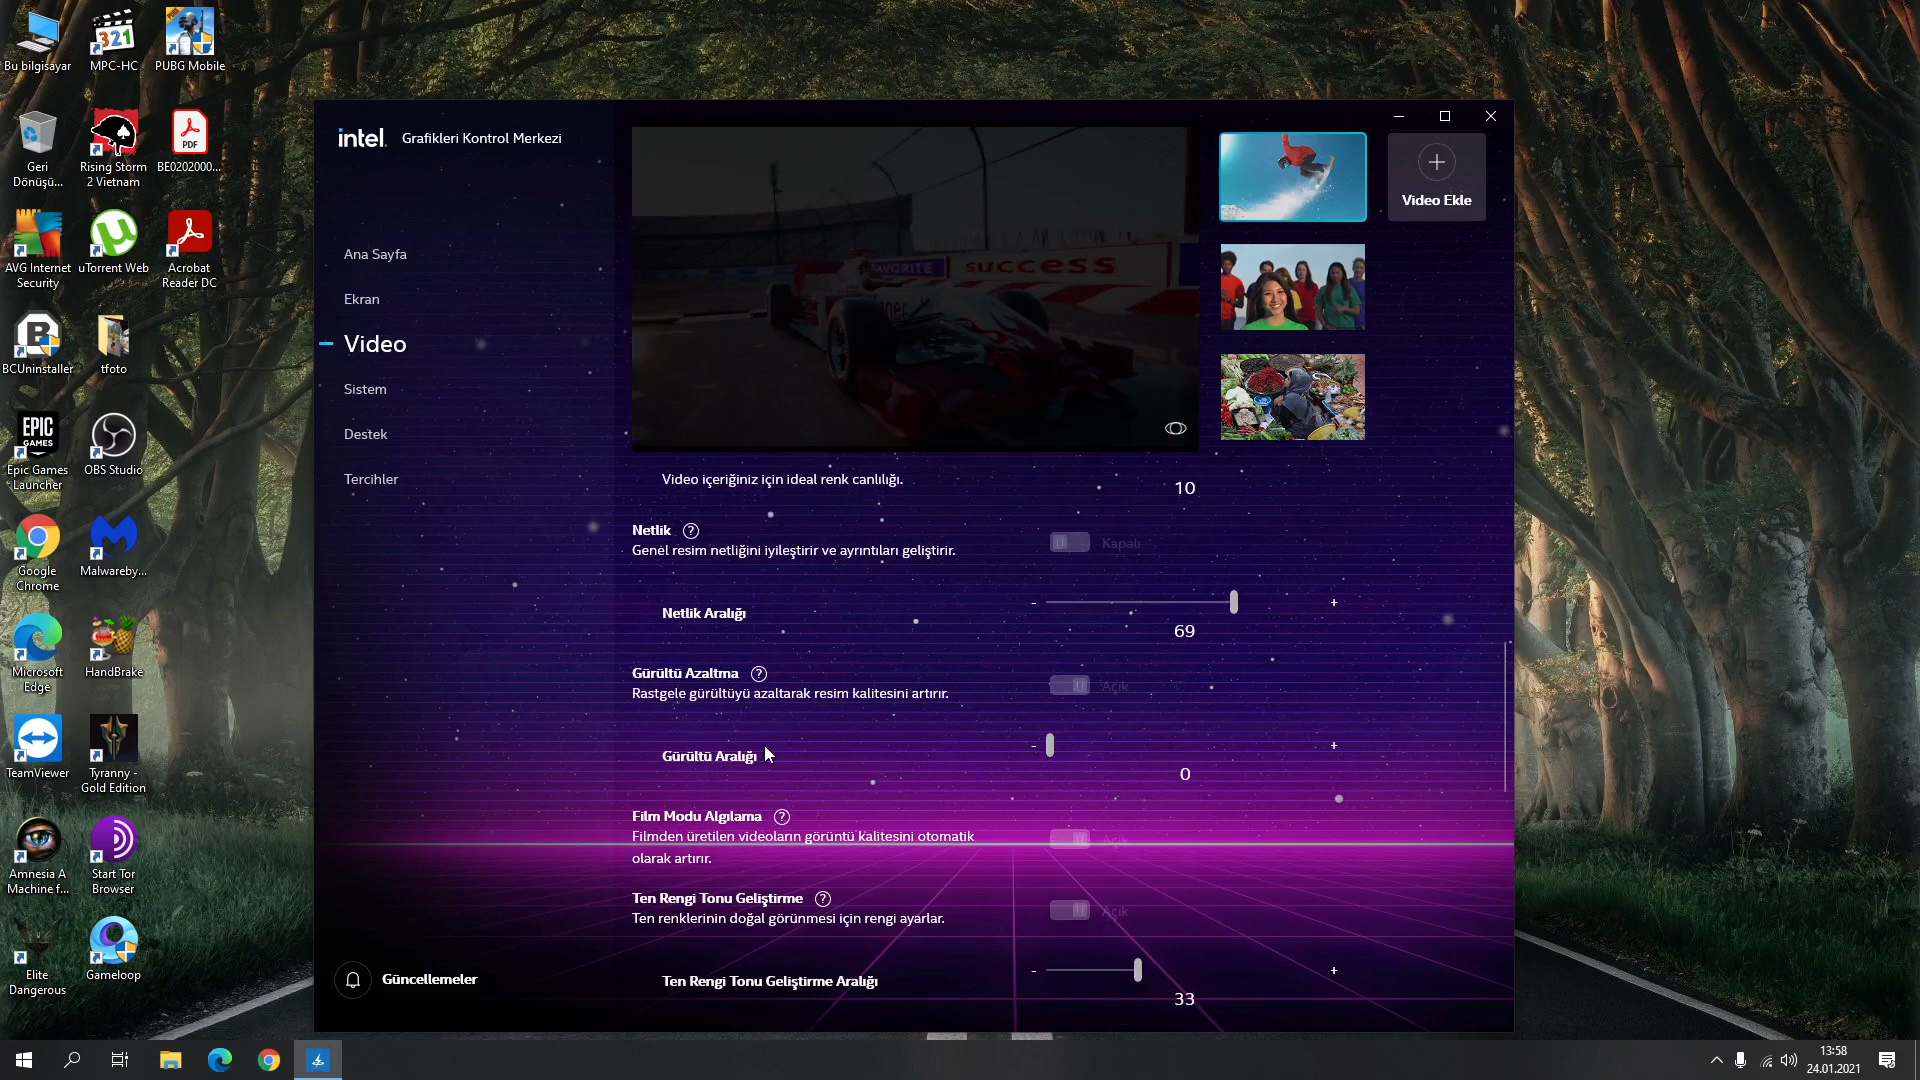 Bu bilgisayar
MPC-HC
PUBG Mobile
Geri
Dönüşü...
Rising Storm
2 Vietnam
PDF
BE0202000...
AVG Internet
Security
uTorrent Web
Acrobat
Reader DC
BCUninstaller
tfoto
EPIC
GAMES
Epic Games
Launcher
OBS Studio
Google
Chrome
Malwareby...
Microsoft
Edge
HandBrake
TeamViewer
Tyranny -
Gold Edition
Amnesia A
Machine f...
Start Tor
Browser
Elite
Dangerous
Gameloop
intel.
Grafikleri Kontrol Merkezi
Ana Sayfa
Ekran
Video
Sistem
Destek
Tercihler
Güncellemeler
FAVORITE
success
Video Ekle
Video içeriğiniz için ideal renk canlılığı.
10
Netlik ?
Genel resim netliğini iyileştirir ve ayrıntıları geliştirir.
Kapalı
Netlik Aralığı
- +
69
Gürültü Azaltma ?
Rastgele gürültüyü azaltarak resim kalitesini artırır.
Açık
Gürültü Aralığı
- +
0
Film Modu Algılama ?
Filmden üretilen videoların görüntü kalitesini otomatik
olarak artırır.
Açık
Ten Rengi Tonu Geliştirme ?
Ten renklerinin doğal görünmesi için rengi ayarlar.
Açık
Ten Rengi Tonu Geliştirme Aralığı
- +
33
13:58
24.01.2021